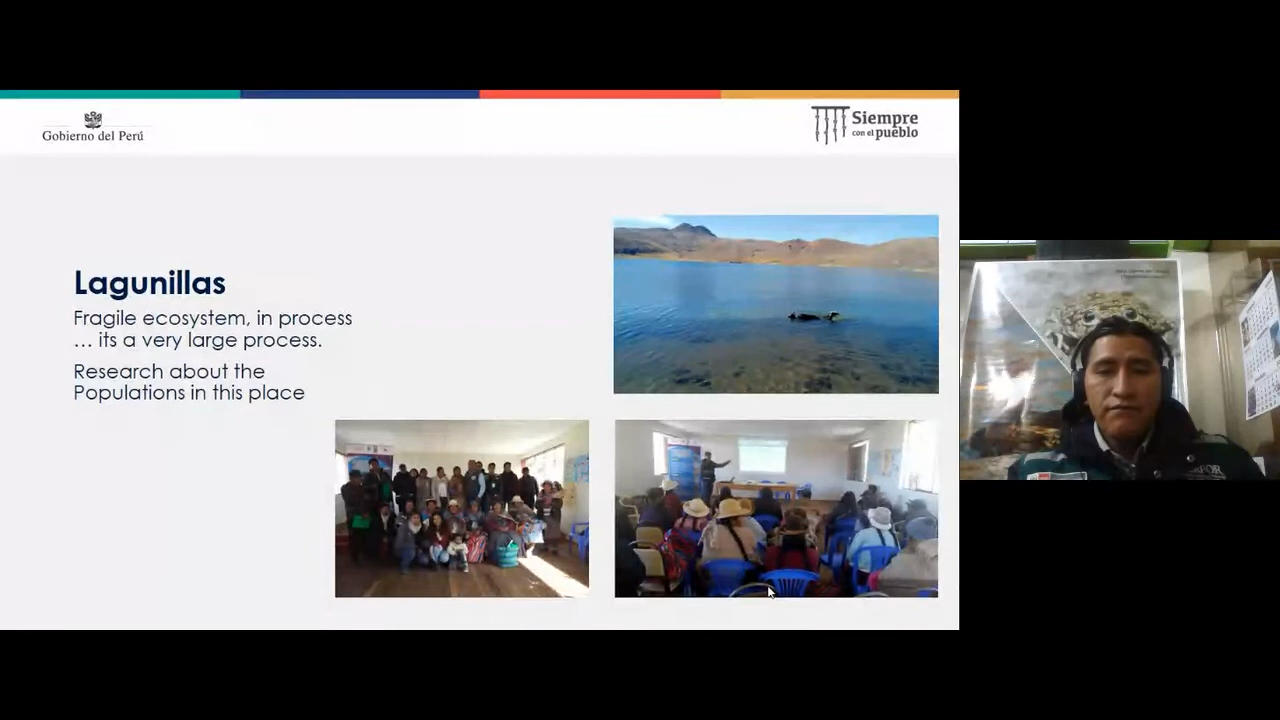 Gobierno del Perú
Siempre
con el pueblo
Lagunillas
Fragile ecosystem, in process
… its a very large process.
Research about the
Populations in this place